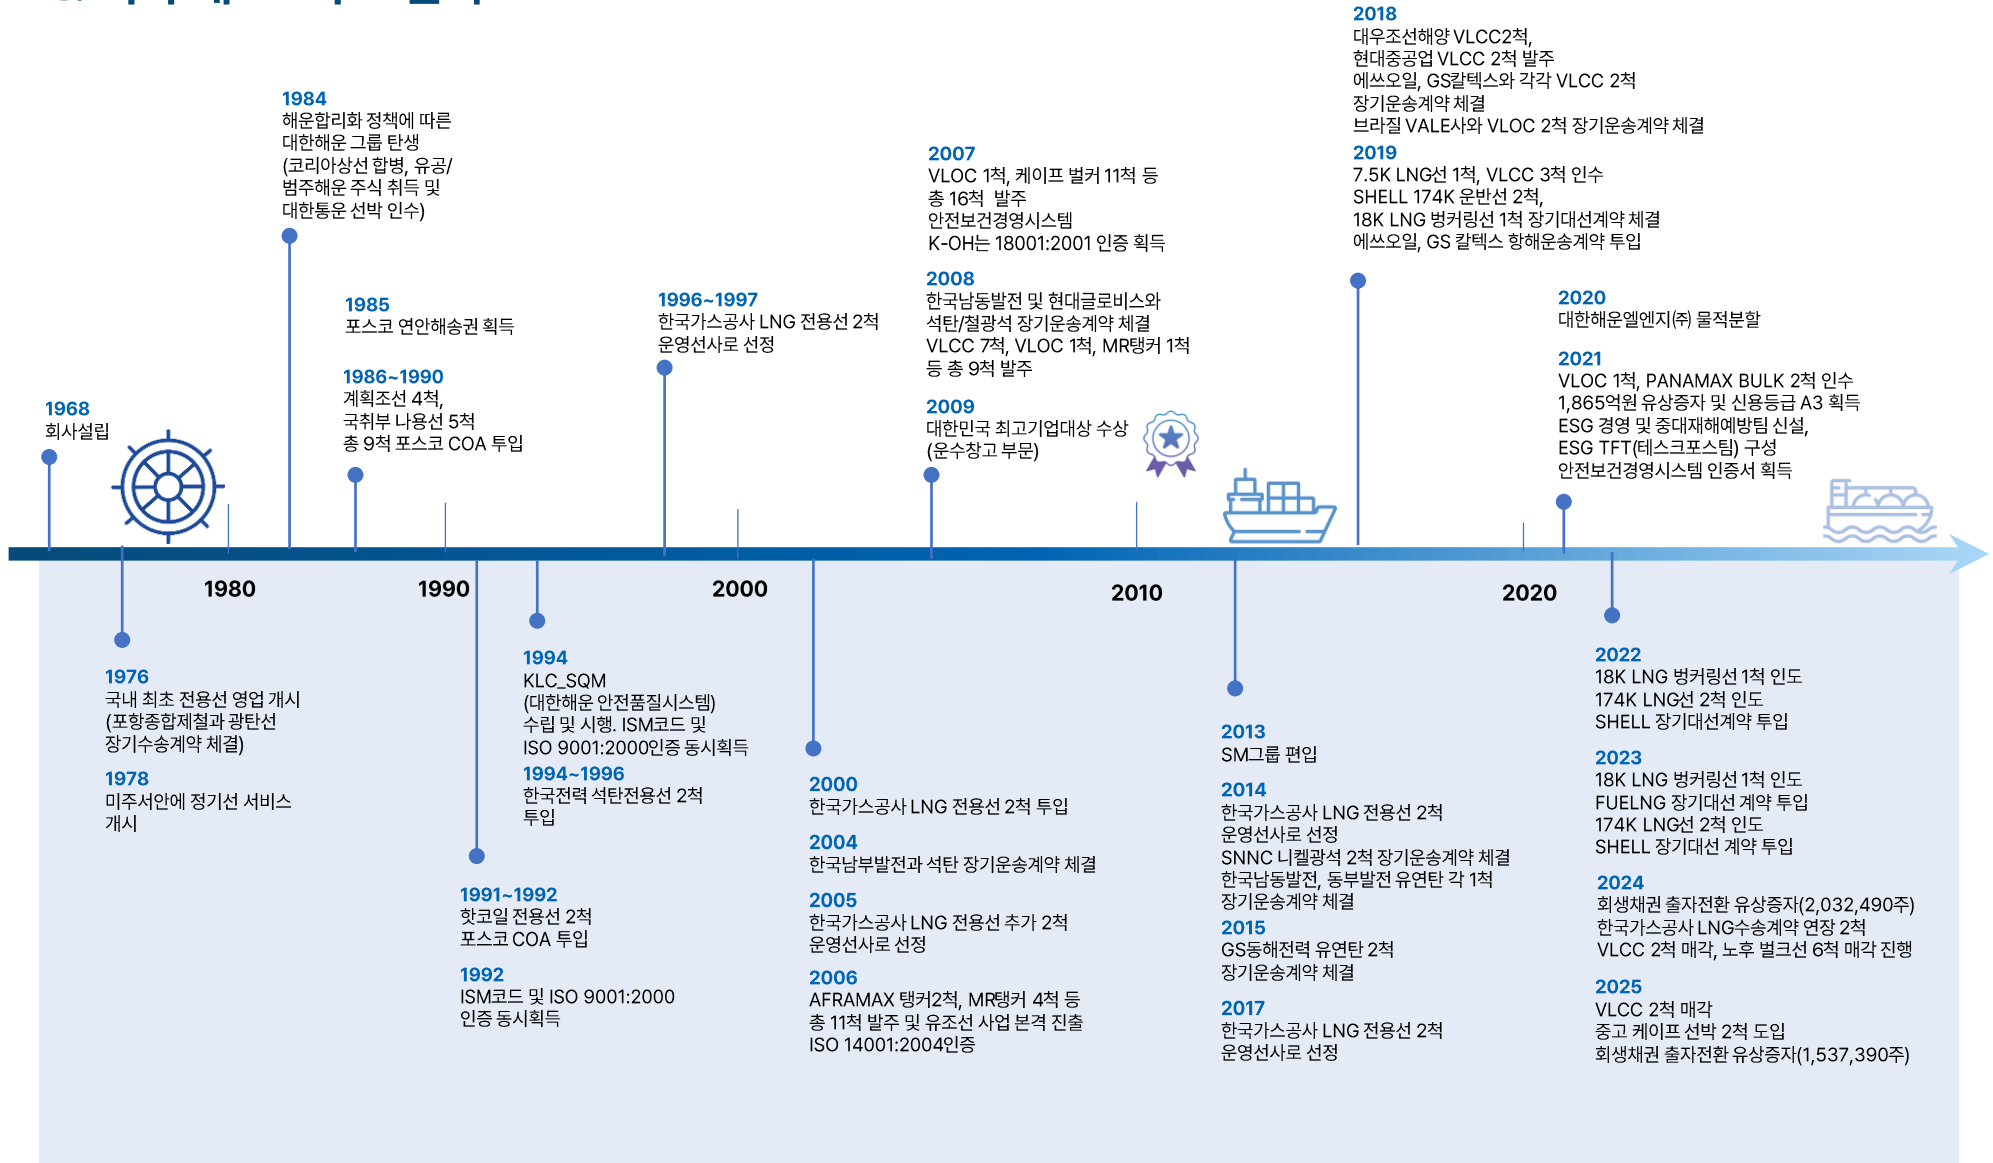 1968
회사설립
1976
국내 최초 전용선 영업 개시
(포항종합제철과 광탄선
장기수송계약 체결)
1978
미주서안에 정기선 서비스
개시
1984
해운합리화 정책에 따른
대한해운 그룹 탄생
(코리아상선 합병, 유공/
범주해운 주식 취득 및
대한통운 선박 인수)
1985
포스코 연안해송권 획득
1986~1990
계획조선 4척,
국취부 나용선 5척
총 9척 포스코 COA 투입
1991~1992
핫코일 전용선 2척
포스코 COA 투입
1992
ISM코드 및 ISO 9001:2000
인증 동시획득
1994
KLC_SQM
(대한해운 안전품질시스템)
수립 및 시행. ISM코드 및
ISO 9001:2000인증 동시획득
1994~1996
한국전력 석탄전용선 2척
투입
1996~1997
한국가스공사 LNG 전용선 2척
운영선사로 선정
2000
한국가스공사 LNG 전용선 2척 투입
2004
한국남부발전과 석탄 장기운송계약 체결
2005
한국가스공사 LNG 전용선 추가 2척
운영선사로 선정
2006
AFRAMAX 탱커2척, MR탱커 4척 등
총 11척 발주 및 유조선 사업 본격 진출
ISO 14001:2004인증
2007
VLOC 1척, 케이프 벌커 11척 등
총 16척 발주
안전보건경영시스템
K-OH는 18001:2001 인증 획득
2008
한국남동발전 및 현대글로비스와
석탄/철광석 장기운송계약 체결
VLCC 7척, VLOC 1척, MR탱커 1척
등 총 9척 발주
2009
대한민국 최고기업대상 수상
(운수창고 부문)
2013
SM그룹 편입
2014
한국가스공사 LNG 전용선 2척
운영선사로 선정
SNNC 니켈광석 2척 장기운송계약 체결
한국남동발전, 동부발전 유연탄 각 1척
장기운송계약 체결
2015
GS동해전력 유연탄 2척
장기운송계약 체결
2017
한국가스공사 LNG 전용선 2척
운영선사로 선정
2018
대우조선해양 VLCC2척,
현대중공업 VLCC 2척 발주
에쓰오일, GS칼텍스와 각각 VLCC 2척
장기운송계약 체결
브라질 VALE사와 VLOC 2척 장기운송계약 체결
2019
7.5K LNG선 1척, VLCC 3척 인수
SHELL 174K 운반선 2척,
18K LNG 벙커링선 1척 장기대선계약 체결
에쓰오일, GS 칼텍스 항해운송계약 투입
2020
대한해운엘엔지㈜ 물적분할
2021
VLOC 1척, PANAMAX BULK 2척 인수
1,865억원 유상증자 및 신용등급 A3 획득
ESG 경영 및 중대재해예방팀 신설,
ESG TFT(테스크포스팀) 구성
안전보건경영시스템 인증서 획득
2022
18K LNG 벙커링선 1척 인도
174K LNG선 2척 인도
SHELL 장기대선계약 투입
2023
18K LNG 벙커링선 1척 인도
FUELNG 장기대선 계약 투입
174K LNG선 2척 인도
SHELL 장기대선 계약 투입
2024
회생채권 출자전환 유상증자(2,032,490주)
한국가스공사 LNG수송계약 연장 2척
VLCC 2척 매각, 노후 벌크선 6척 매각 진행
2025
VLCC 2척 매각
중고 케이프 선박 2척 도입
회생채권 출자전환 유상증자(1,537,390주)
1980
1990
2000
2010
2020